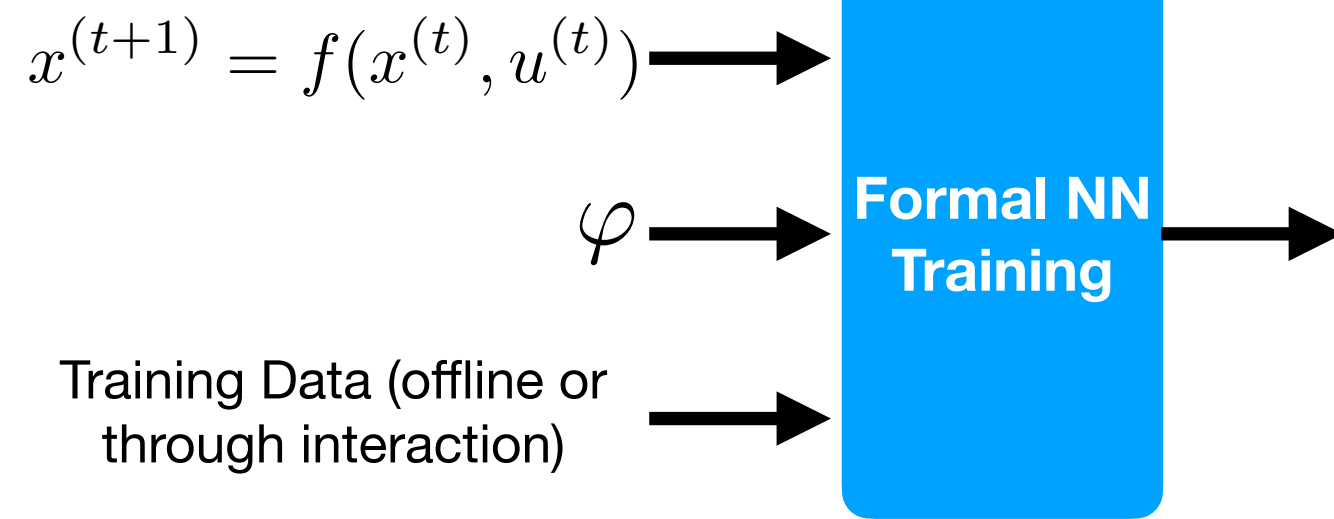 x^{(t+1)} = f(x^{(t)}, u^{(t)})
φ
Formal NN
Training
Training Data (offline or
through interaction)